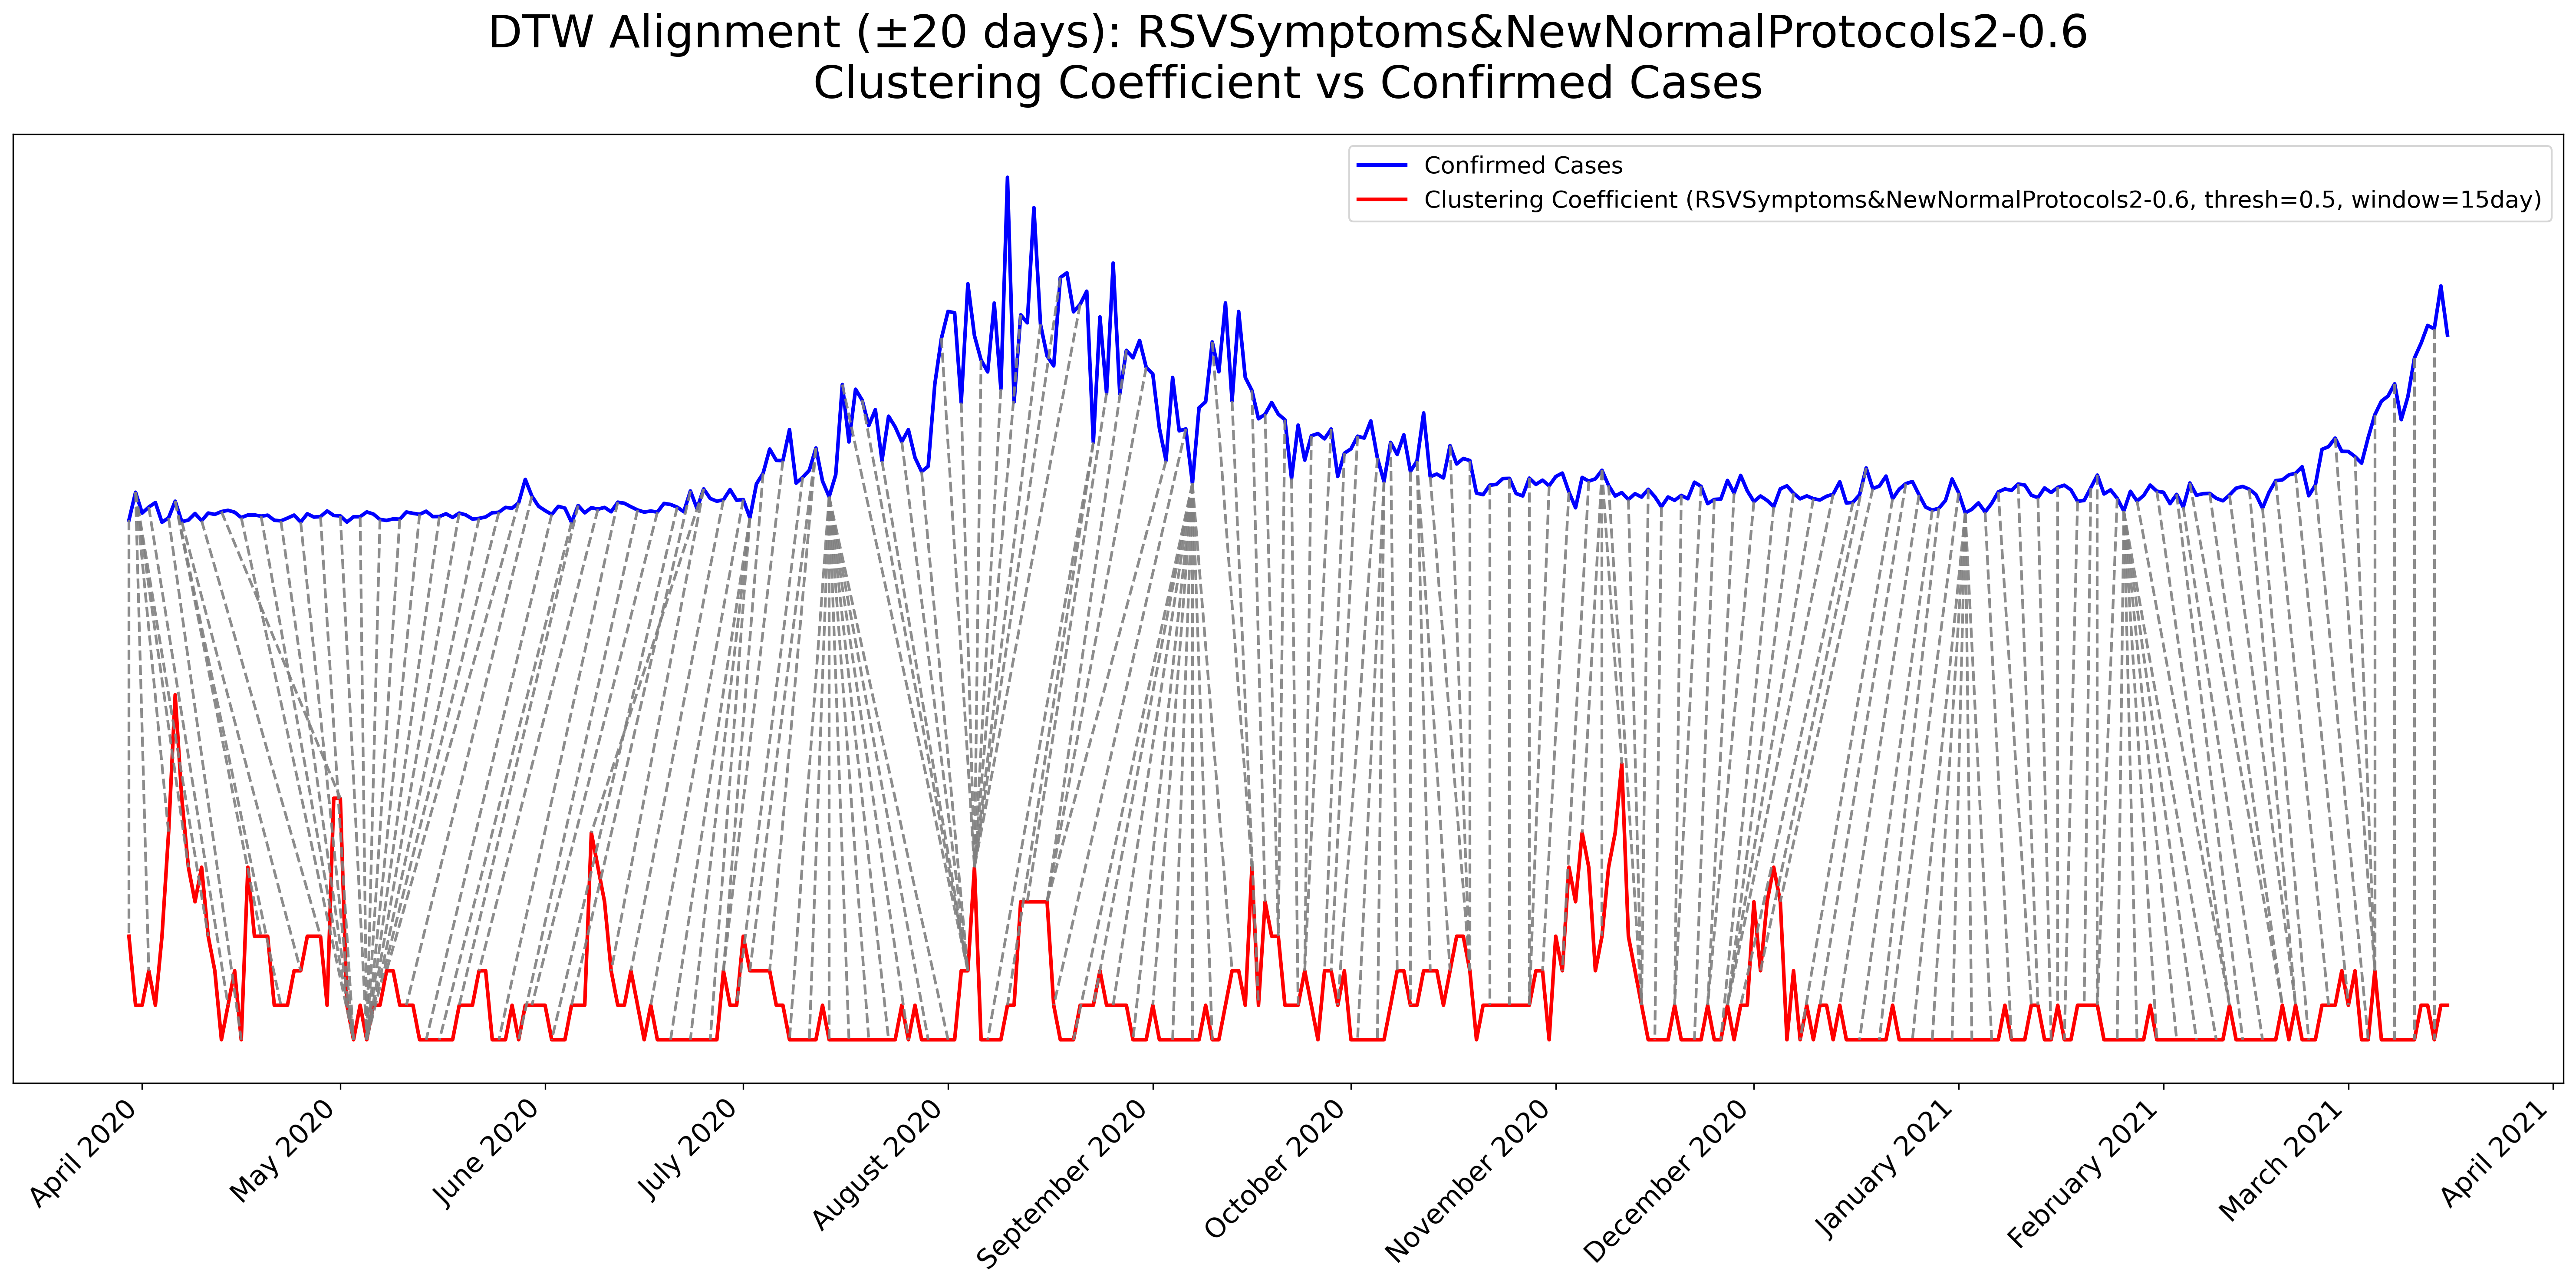 DTW Alignment (±20 days): RSVSymptoms&NewNormalProtocols2-0.6
Clustering Coefficient vs Confirmed Cases
Confirmed Cases
Clustering Coefficient (RSVSymptoms&NewNormalProtocols2-0.6, thresh=0.5, window=15day)
April 2020
May 2020
June 2020
July 2020
August 2020
September 2020
October 2020
November 2020
December 2020
January 2021
February 2021
March 2021
April 2021